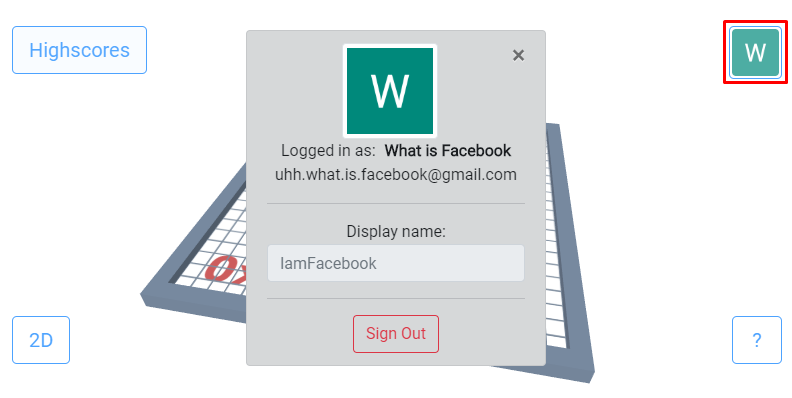 Highscores
W
×
W
Logged in as: What is Facebook
uhh.what.is.facebook@gmail.com
Display name:
IamFacebook
Sign Out
2D
?